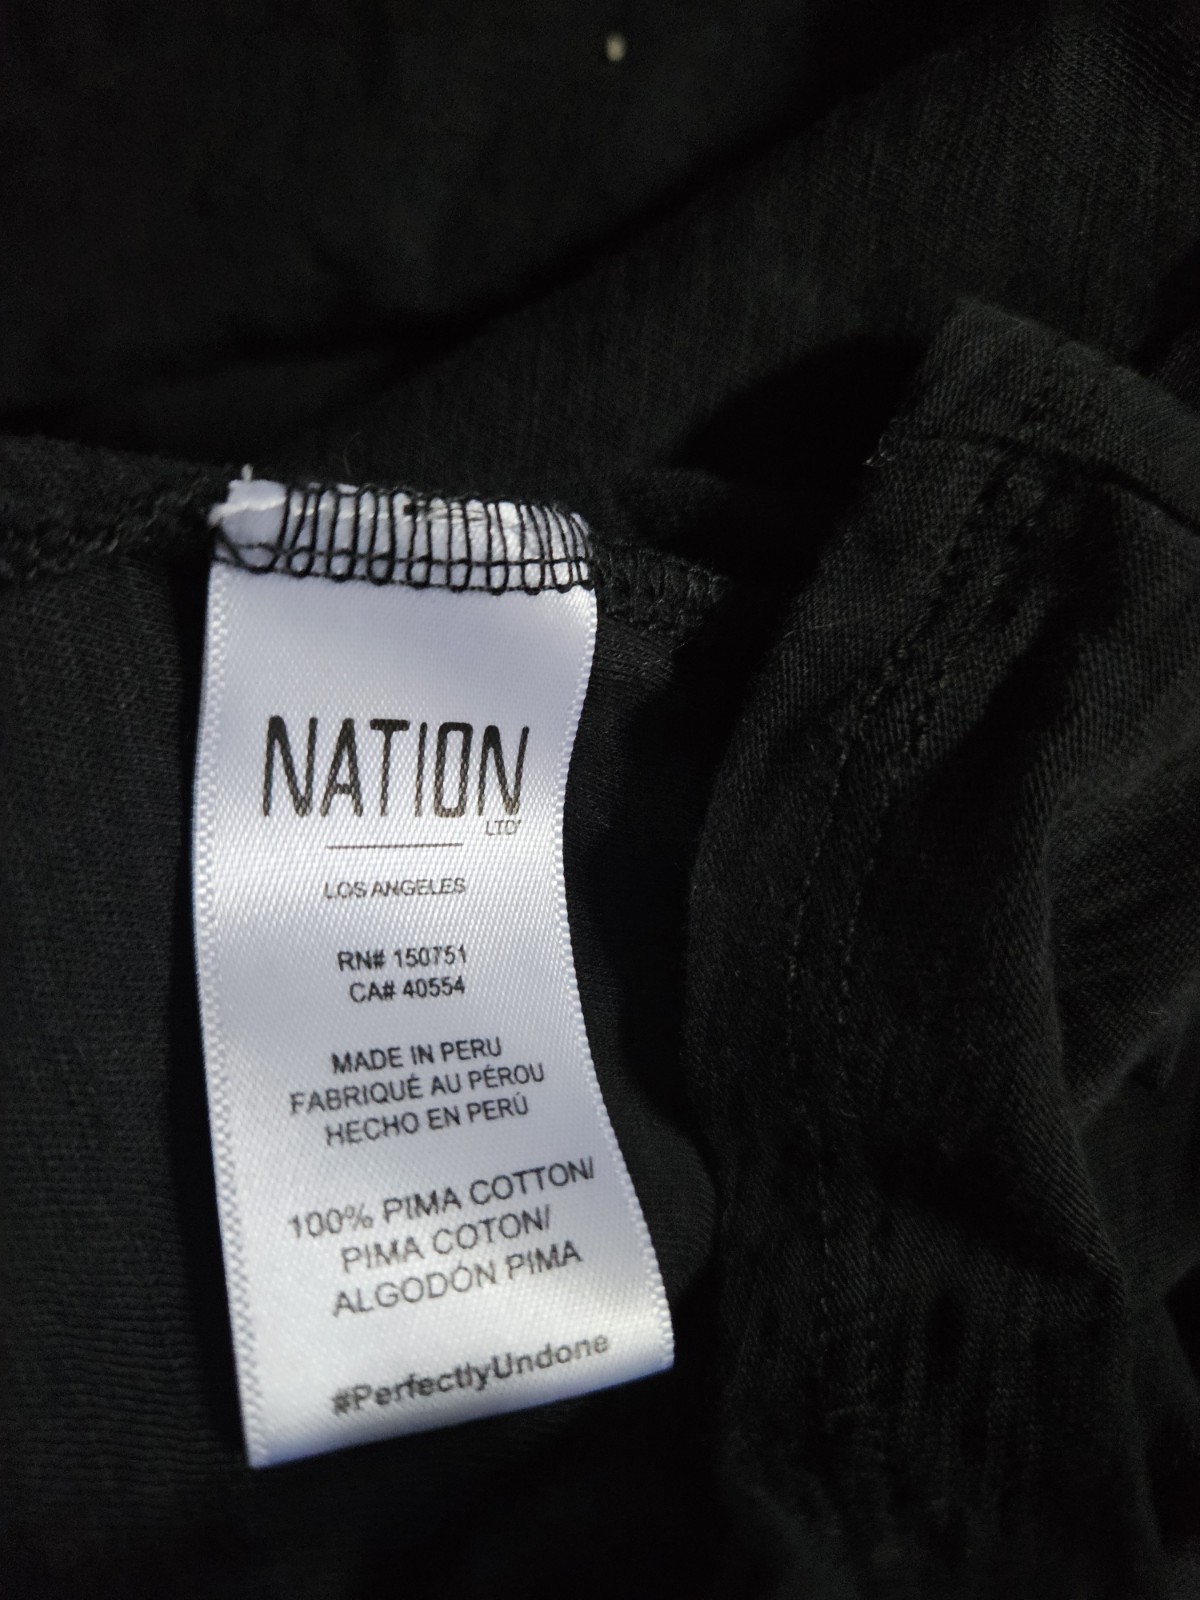 NATION
LTD
LOS ANGELES
RN# 150751
CA# 40554
MADE IN PERU
FABRIQUÉ AU PÉROU
HECHO EN PERÚ
100% PIMA COTTON/
PIMA COTON/
ALGODÓN PIMA
#PerfectlyUndone